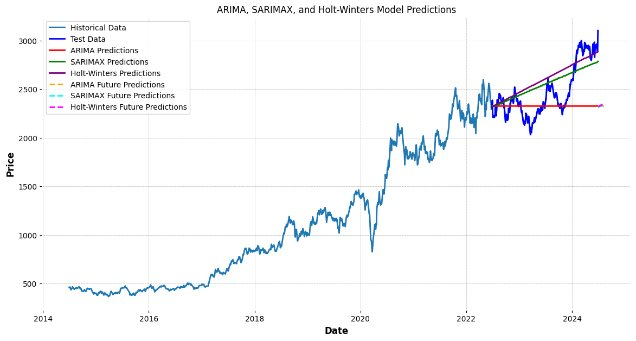 ARIMA, SARIMAX, and Holt-Winters Model Predictions
Historical Data
Test Data
ARIMA Predictions
SARIMAX Predictions
Holt-Winters Predictions
ARIMA Future Predictions
SARIMAX Future Predictions
Holt-Winters Future Predictions
3000
2500
2000
1500
1000
500
Price
2014
2016
2018
2020
2022
2024
Date